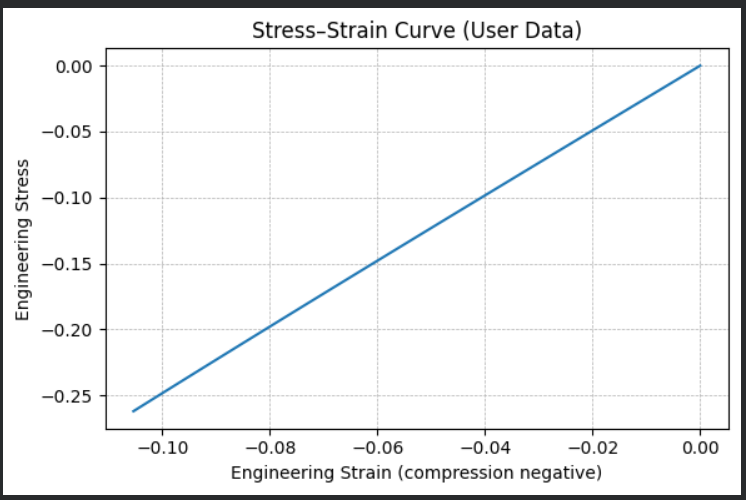 Stress–Strain Curve (User Data)
0.00
−0.05
−0.10
−0.15
−0.20
−0.25
Engineering Stress
−0.10 −0.08 −0.06 −0.04 −0.02 0.00
Engineering Strain (compression negative)